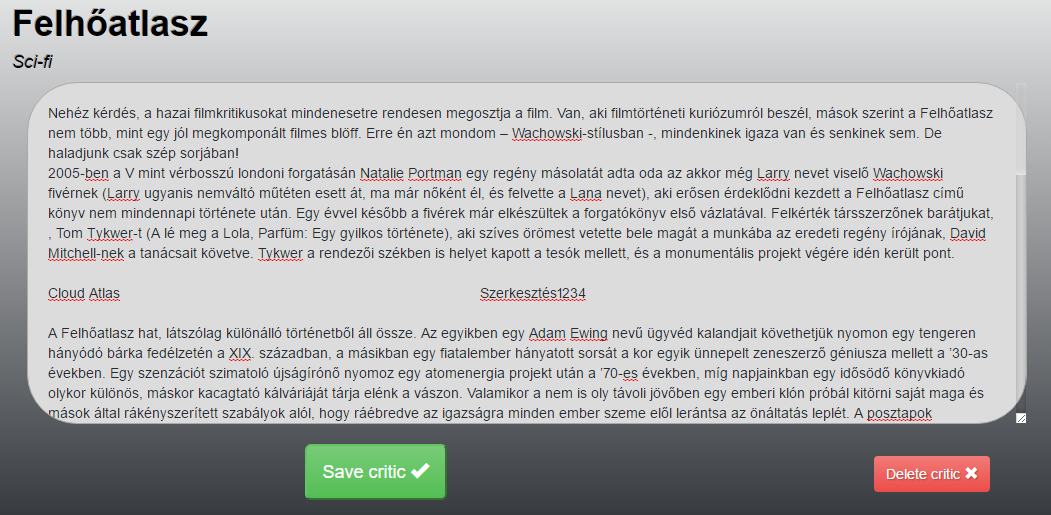 Felhőatlasz
Sci-fi
Nehéz kérdés, a hazai filmkritikusokat mindenesetre rendesen megosztja a film. Van, aki filmtörténeti kuriózumról beszél, mások szerint a Felhőatlasz
nem több, mint egy jól megkomponált filmes blöff. Erre én azt mondom – Wachowski-stílusban -, mindenkinek igaza van és senkinek sem. De
haladjunk csak szép sorjában!
2005-ben a V mint vérbosszú londoni forgatásán Natalie Portman egy regény másolatát adta oda az akkor még Larry nevet viselő Wachowski
fivérnek (Larry ugyanis nemváltó műtéten esett át, ma már nőként él, és felvette a Lana nevet), aki erősen érdeklődni kezdett a Felhőatlasz című
könyv nem mindennapi története után. Egy évvel később a fivérek már elkészültek a forgatókönyv első vázlatával. Felkérték társszerzőnek barátjukat,
, Tom Tykwer-t (A lé meg a Lola, Parfüm: Egy gyilkos története), aki szíves örömest vetette bele magát a munkába az eredeti regény írójának, David
Mitchell-nek a tanácsait követve. Tykwer a rendezői székben is helyet kapott a tesók mellett, és a monumentális projekt végére idén került pont.
Cloud Atlas Szerkesztés1234
A Felhőatlasz hat, látszólag különálló történetből áll össze. Az egyikben egy Adam Ewing nevű ügyvéd kalandjait követhetjük nyomon egy tengeren
hányódó bárka fedélzetén a XIX. században, a másikban egy fiatalember hányatott sorsát a kor egyik ünnepelt zeneszerző géniusza mellett a '30-as
években. Egy szenzációt szimatoló újságírónő nyomoz egy atomenergia projekt után a '70-es években, míg napjainkban egy idősödő könyvkiadó
olykor különös, máskor kacagtató kálváriáját tárja elénk a vászon. Valamikor a nem is oly távoli jövőben egy emberi klón próbál kitörni saját maga és
mások által rákényszerített szabályok alól, hogy ráébredve az igazságra minden ember szeme elől lerántsa az önáltatás leplét. A posztapok
Save critic
Delete critic